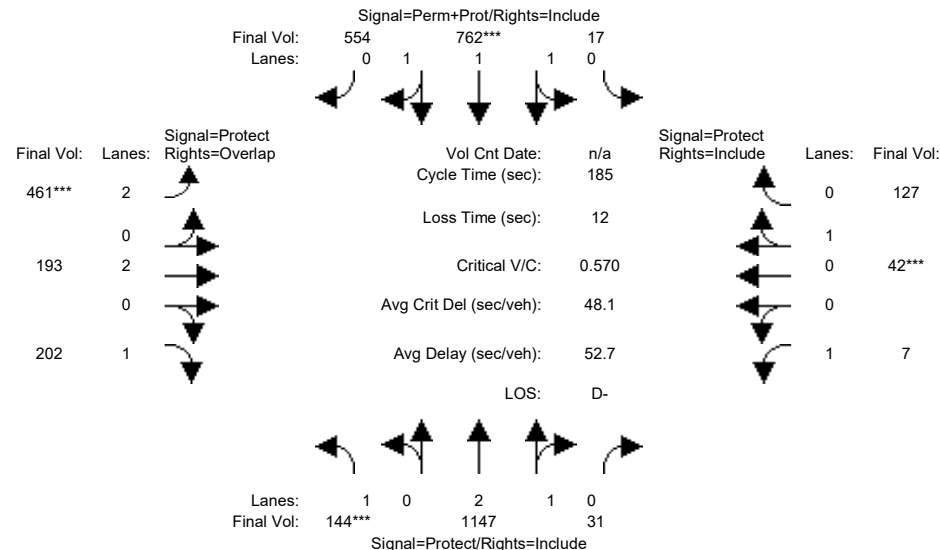 Signal=Perm+Prot/Rights=Include
Final Vol: 554 762*** 17
Lanes: 0 1 1 1 0
Signal=Protect
Final Vol: Lanes: Rights=Overlap
Vol Cnt Date: n/a
Signal=Protect
Rights=Include Lanes: Final Vol:
Cycle Time (sec): 185
461*** 2
0 127
Loss Time (sec): 12
0
1
193 2
Critical V/C: 0.570
0 42***
0
Avg Crit Del (sec/veh): 48.1
0
202 1
Avg Delay (sec/veh): 52.7
1 7
LOS: D-
Lanes: 1 0 2 1 0
Final Vol: 144*** 1147 31
Signal=Protect/Rights=Include